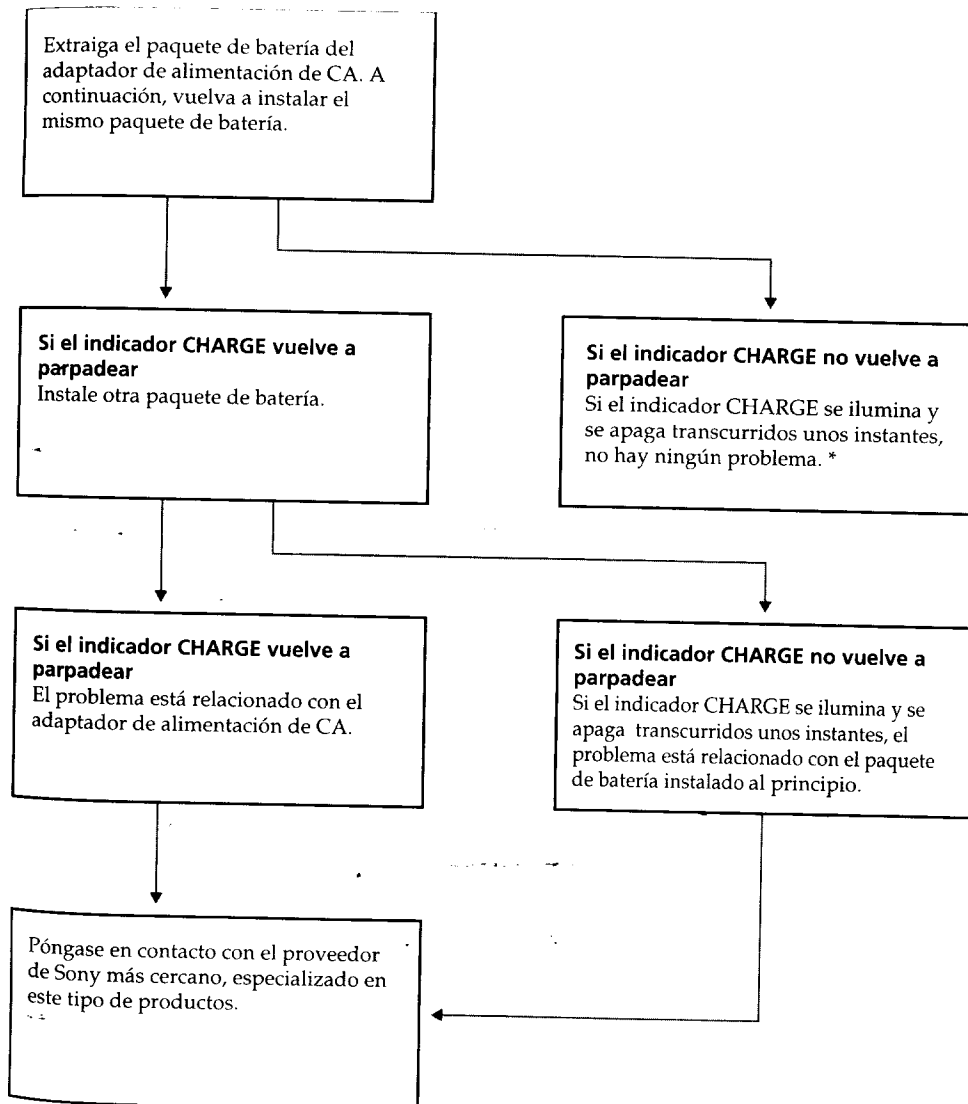 Extraiga el paquete de batería del
adaptador de alimentación de CA. A
continuación, vuelva a instalar el
mismo paquete de batería.
Si el indicador CHARGE vuelve a
parpadear
Instale otra paquete de batería.
Si el indicador CHARGE no vuelve a
parpadear
Si el indicador CHARGE se ilumina y
se apaga transcurridos unos instantes,
no hay ningún problema. *
Si el indicador CHARGE vuelve a
parpadear
El problema está relacionado con el
adaptador de alimentación de CA.
Si el indicador CHARGE no vuelve a
parpadear
Si el indicador CHARGE se ilumina y se
apaga transcurridos unos instantes, el
problema está relacionado con el paquete
de batería instalado al principio.
Póngase en contacto con el proveedor
de Sony más cercano, especializado en
este tipo de productos.